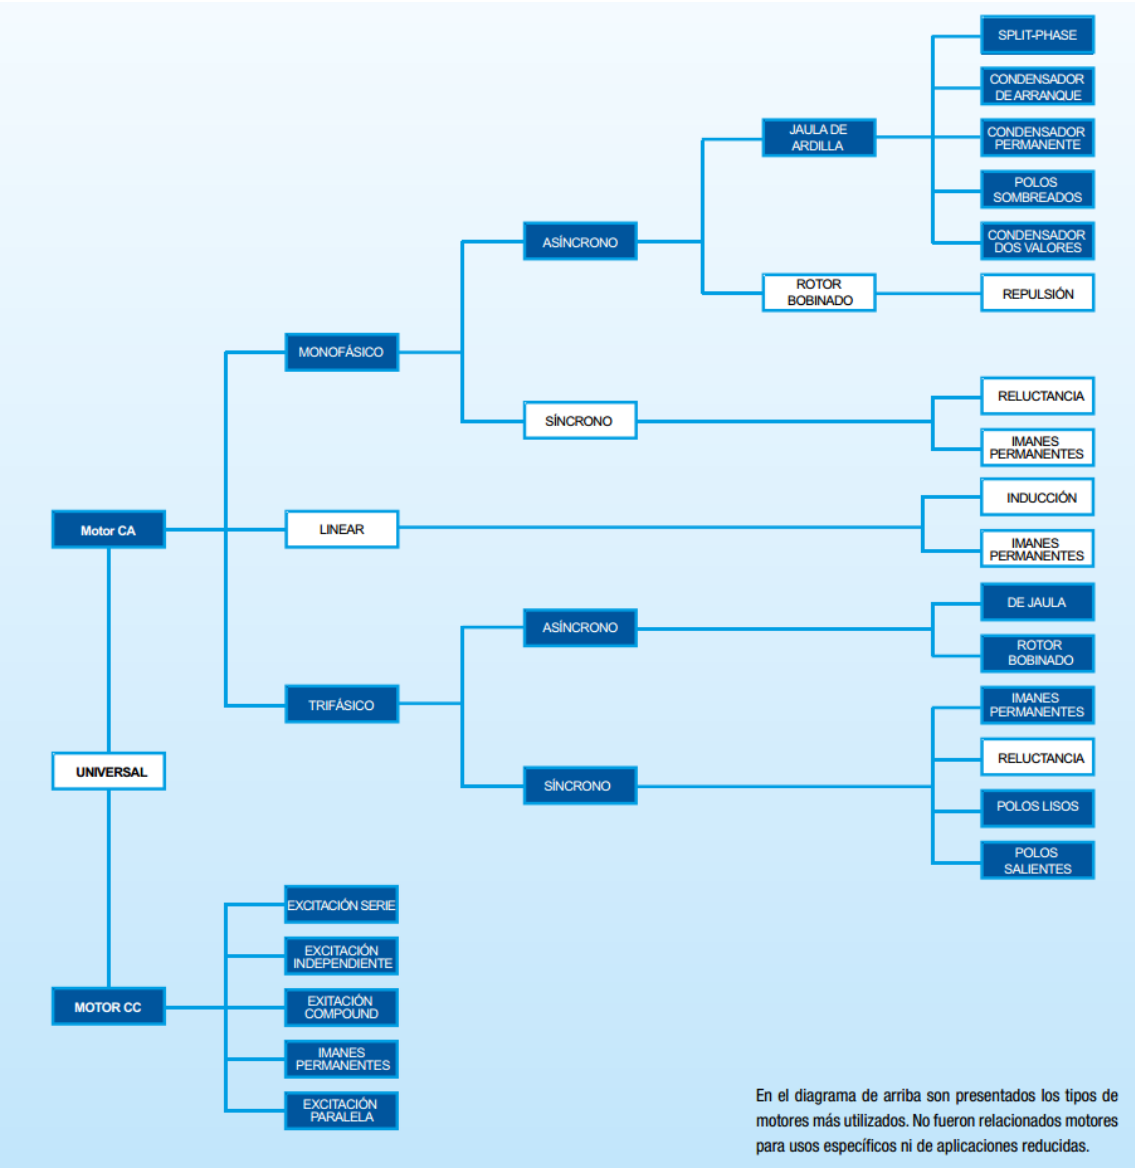 SPLIT-PHASE
CONDENSADOR
DE ARRANQUE
JAULA DE
ARDILLA
CONDENSADOR
PERMANENTE
POLOS
SOMBREADOS
ASÍNCRONO
CONDENSADOR
DOS VALORES
ROTOR
BOBINADO
REPULSIÓN
MONOFÁSICO
RELUCTANCIA
SÍNCRONO
IMANES
PERMANENTES
INDUCCIÓN
Motor CA
LINEAR
IMANES
PERMANENTES
DE JAULA
ASÍNCRONO
ROTOR
BOBINADO
TRIFÁSICO
IMANES
PERMANENTES
RELUCTANCIA
UNIVERSAL
SÍNCRONO
POLOS LISOS
POLOS
SALIENTES
EXCITACIÓN SERIE
EXCITACIÓN
INDEPENDIENTE
MOTOR CC
EXITACIÓN
COMPOUND
IMANES
PERMANENTES
EXCITACIÓN
PARALELA
En el diagrama de arriba son presentados los tipos de
motores más utilizados. No fueron relacionados motores
para usos específicos ni de aplicaciones reducidas.